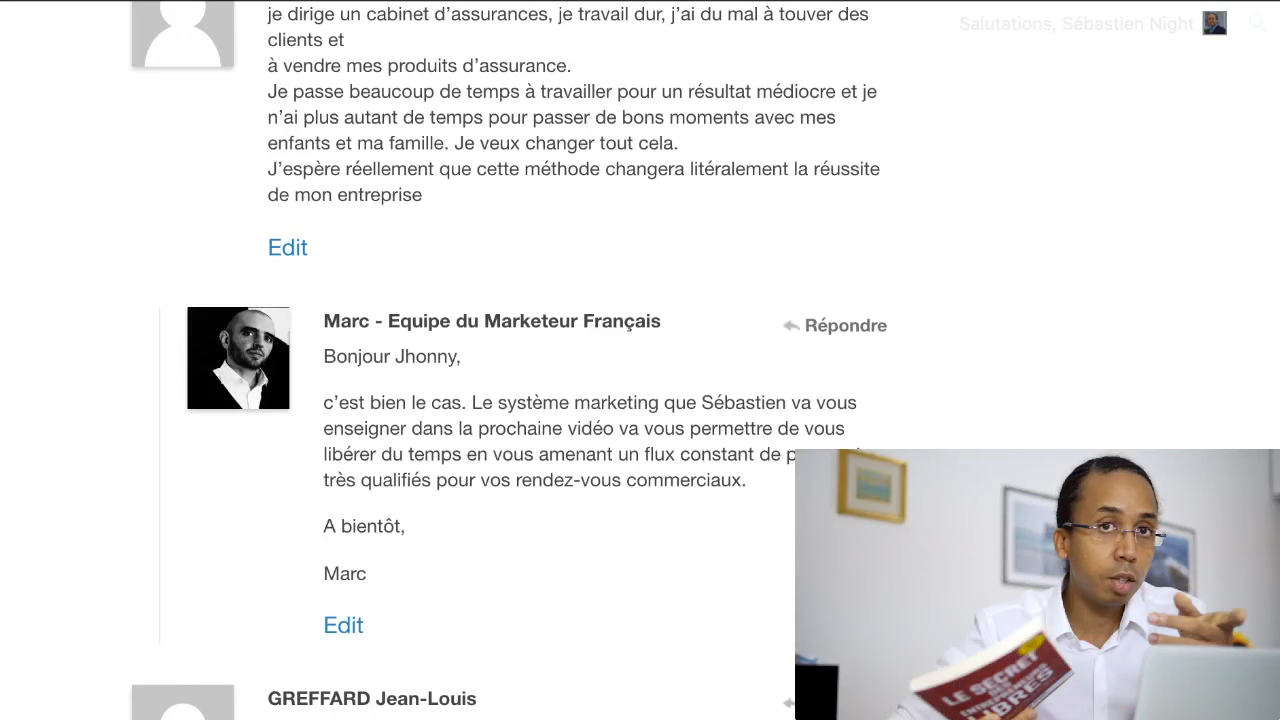 je dirige un cabinet d’assurances, je travail dur, j’ai du mal à touver des
clients et
à vendre mes produits d’assurance.
Je passe beaucoup de temps à travailler pour un résultat médiocre et je
n’ai plus autant de temps pour passer de bons moments avec mes
enfants et ma famille. Je veux changer tout cela.
J’espère réellement que cette méthode changera litéralement la réussite
de mon entreprise
Edit
Salutations, Sébastien Night
Marc - Equipe du Marketeur Français
Répondre
Bonjour Jhonny,
c’est bien le cas. Le système marketing que Sébastien va vous
enseigner dans la prochaine vidéo va vous permettre de vous
libérer du temps en vous amenant un flux constant de
très qualifiés pour vos rendez-vous commerciaux.
A bientôt,
Marc
Edit
GREFFARD Jean-Louis
LE SECRET
DES
ENTREPRENEURS
LIBRES